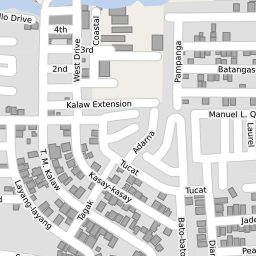 llo Drive
4th
Coastal
3rd
West Drive
2nd
Pampanga
Batangas
Kalaw Extension
Manuel L. Q
Laurel
Adarna
T. M. Kalaw
Tucat
Kasay-kasay
Layang-layang
Tagak
Tucat
Bato-bato
Jade
Dian
Pea